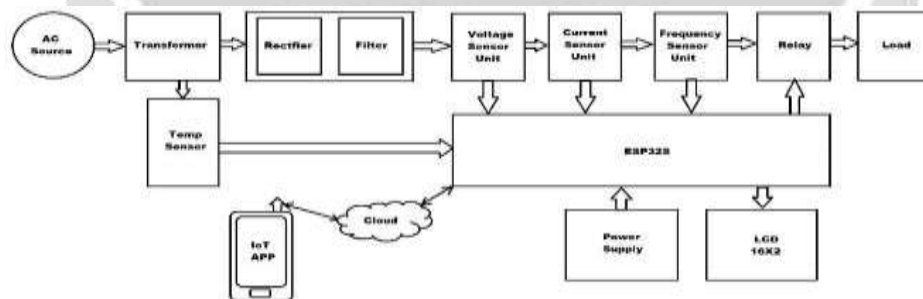 AC
Source
Transformer
Rectfier
Filter
Voltage
Sensor
Unit
Current
Sensor
Unit
Frequency
Sensor
Unit
Relay
Load
Temp
Sensor
ESP32S
Cloud
IoT
APP
Power
Supply
LCD
16X2